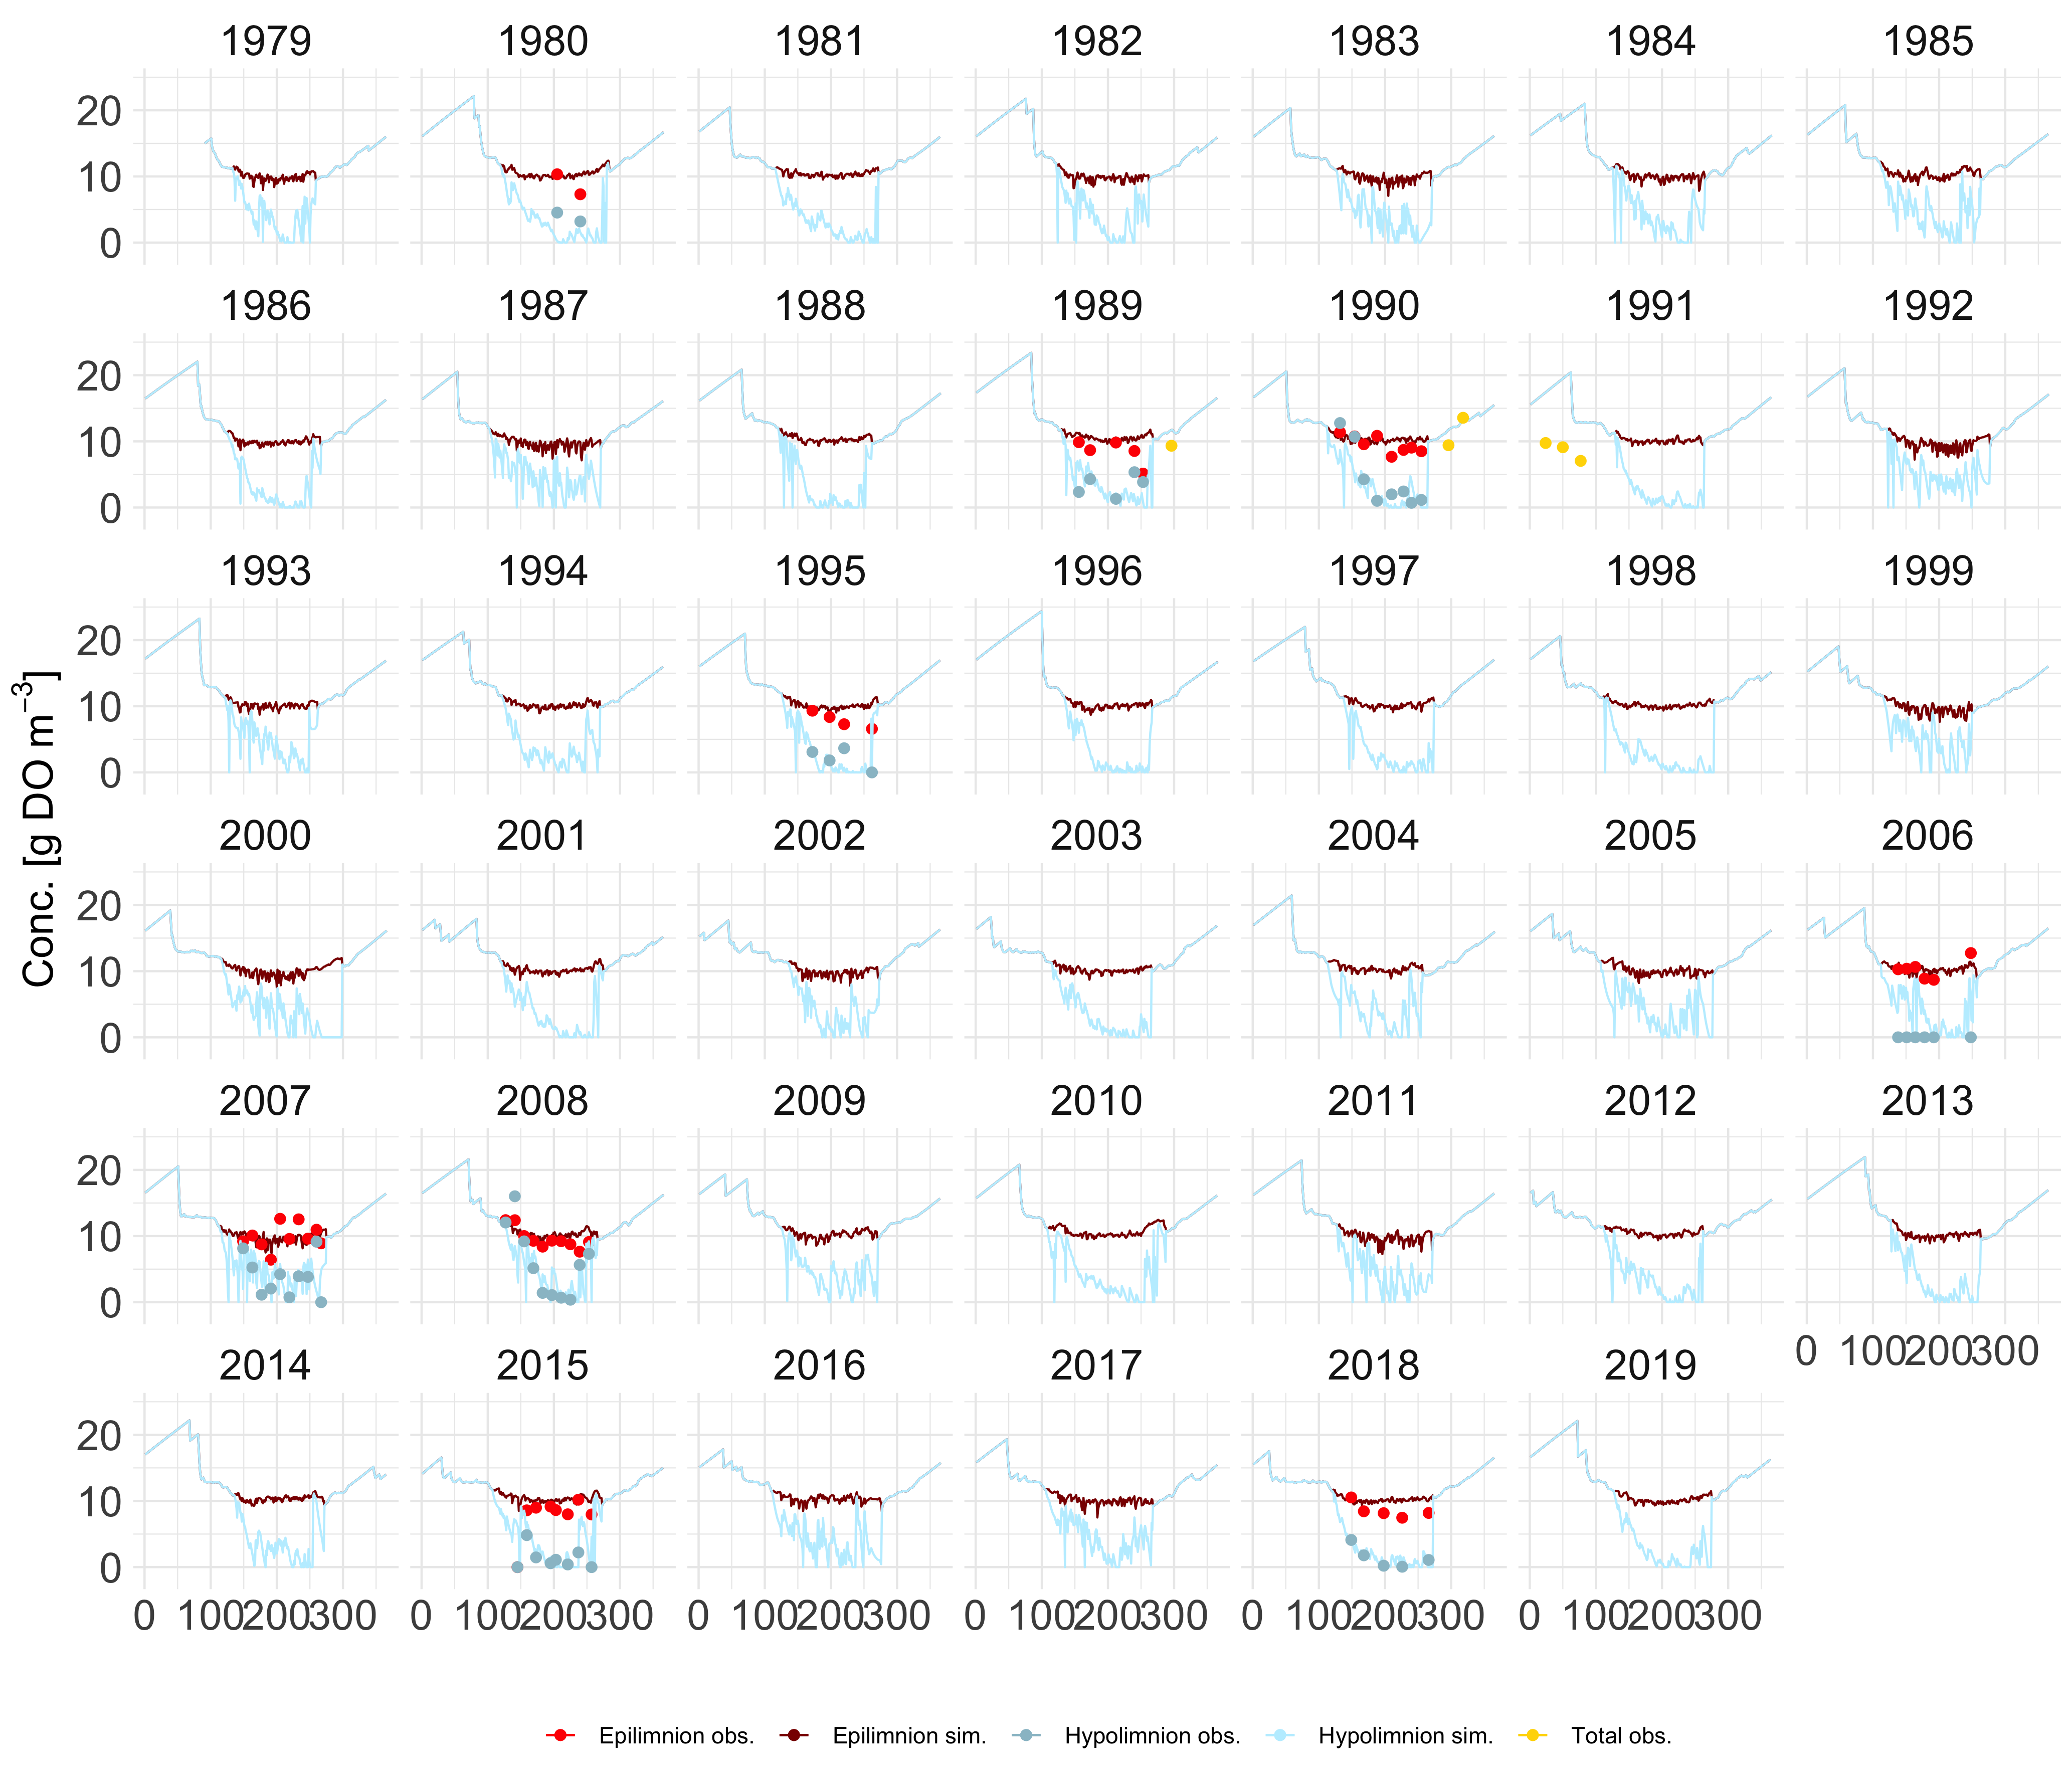 1979 1980 1981 1982 1983 1984 1985
20
10
0
1986 1987 1988 1989 1990 1991 1992
20
10
0
1993 1994 1995 1996 1997 1998 1999
20
10
0
Conc. [g DO m⁻³]
2000 2001 2002 2003 2004 2005 2006
20
10
0
2007 2008 2009 2010 2011 2012 2013
20
10
0
0 100 200 300
2014 2015 2016 2017 2018 2019
20
10
0
0 100 200 300 0 100 200 300 0 100 200 300 0 100 200 300 0 100 200 300 0 100 200 300
Epilimnion obs. Epilimnion sim. Hypolimnion obs. Hypolimnion sim. Total obs.